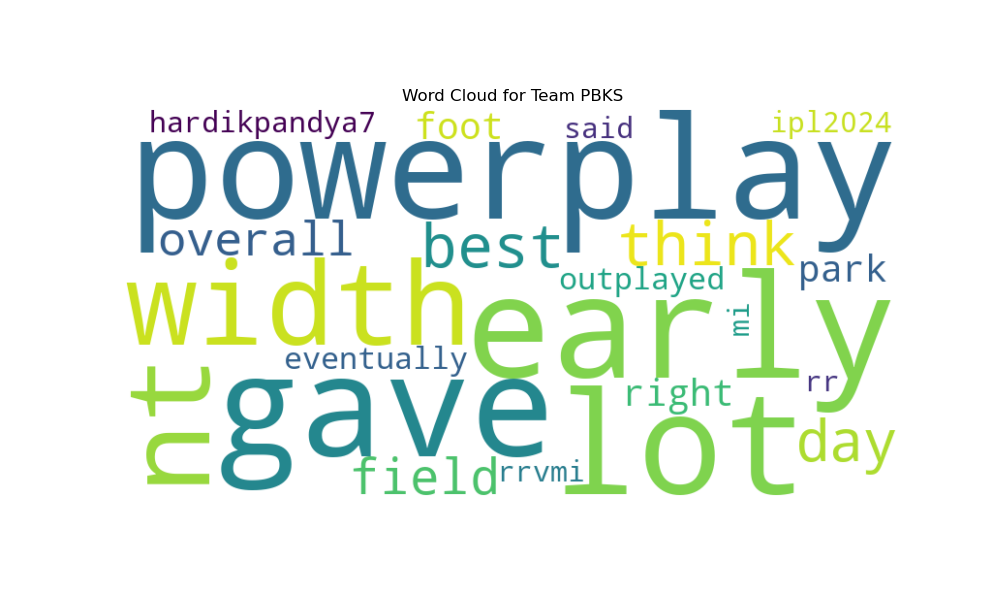 Word Cloud for Team PBKS
hardikpandya7 foot said ipl2024
powerplay
overall best think park
width outplayed early mi
eventually rr
nt gave right lot day
field rrvmi